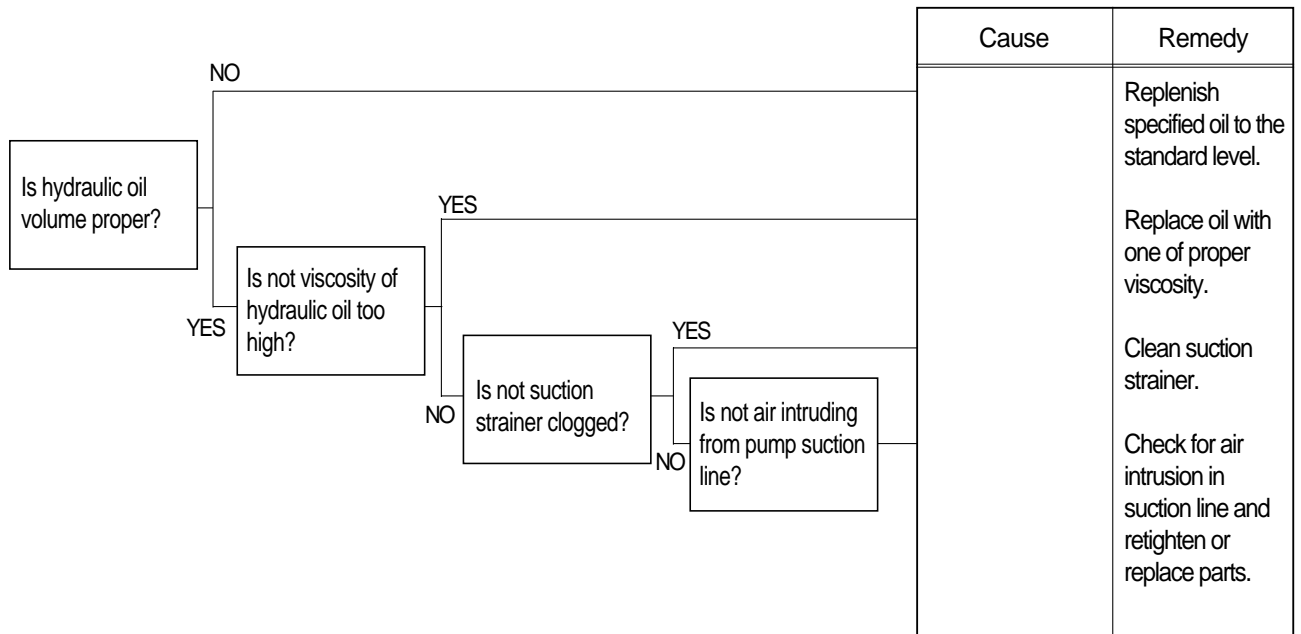 Cause
Remedy
NO
Replenish
specified oil to the
standard level.
Is hydraulic oil
volume proper?
YES
Replace oil with
one of proper
viscosity.
YES
Is not viscosity of
hydraulic oil too
high?
YES
Clean suction
strainer.
NO
Is not suction
strainer clogged?
NO
Is not air intruding
from pump suction
line?
Check for air
intrusion in
suction line and
retighten or
replace parts.